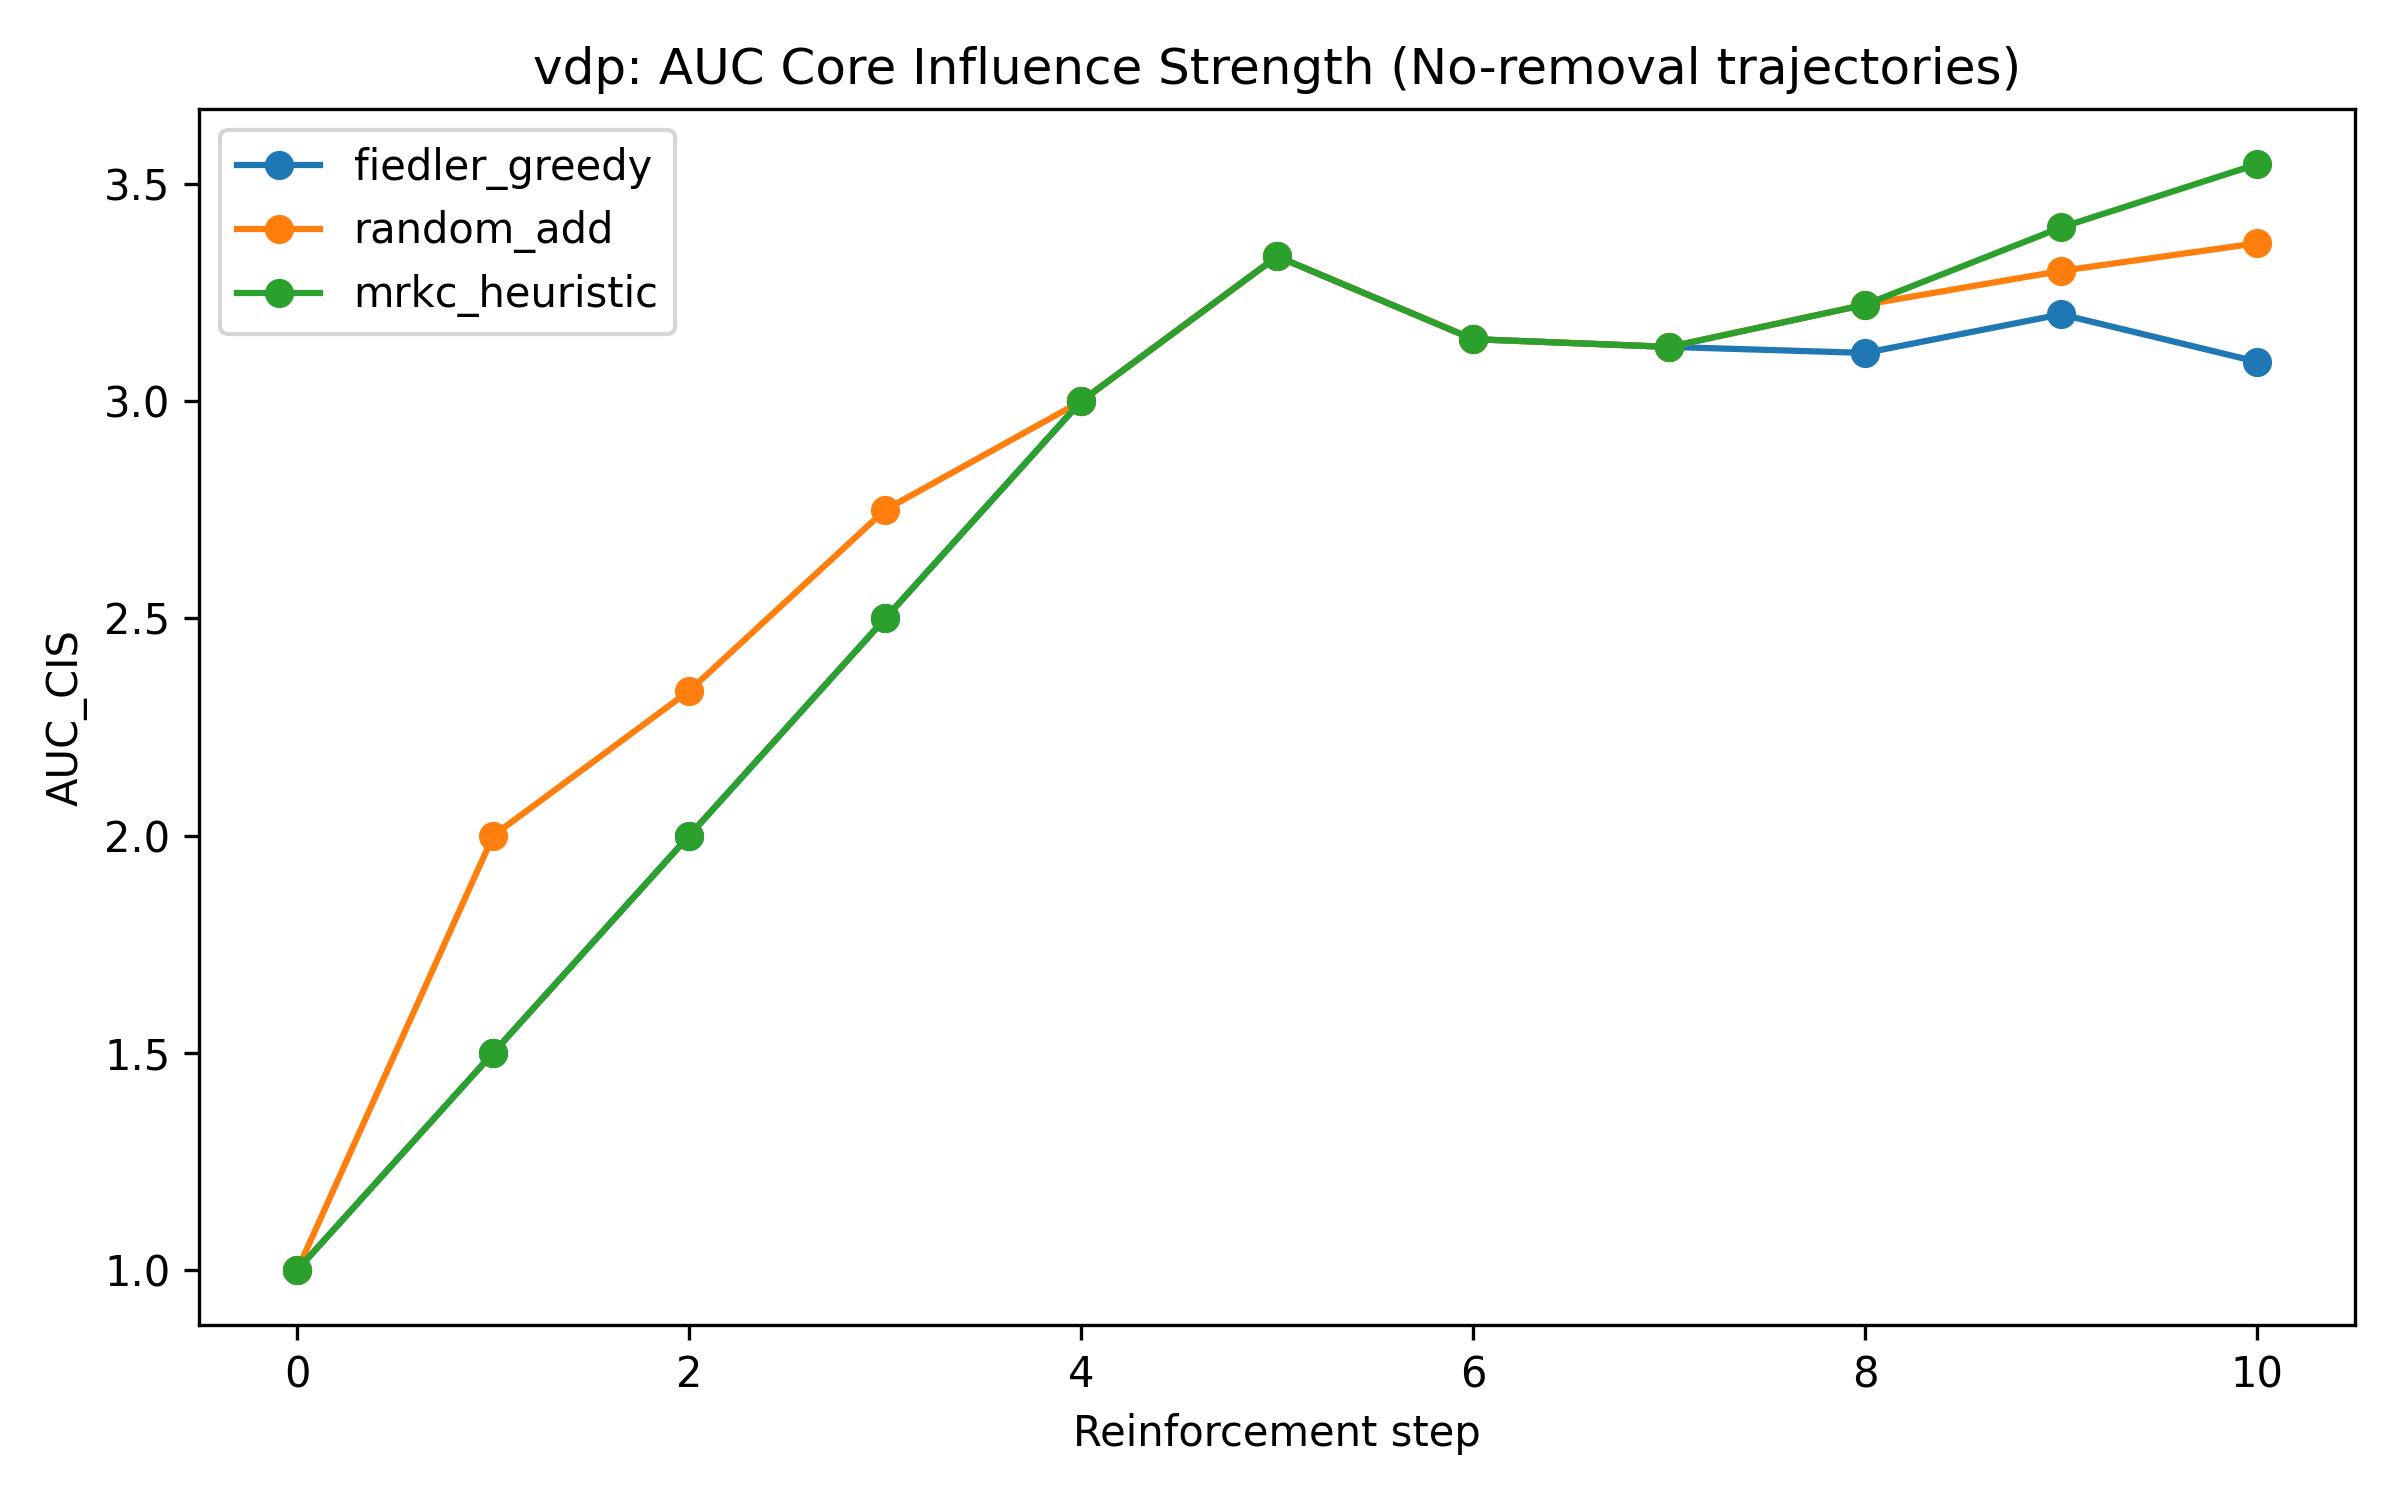 vdp: AUC Core Influence Strength (No-removal trajectories)
fiedler_greedy
random_add
mrkc_heuristic
3.5
3.0
2.5
2.0
1.5
1.0
AUC_CIS
0 2 4 6 8 10
Reinforcement step